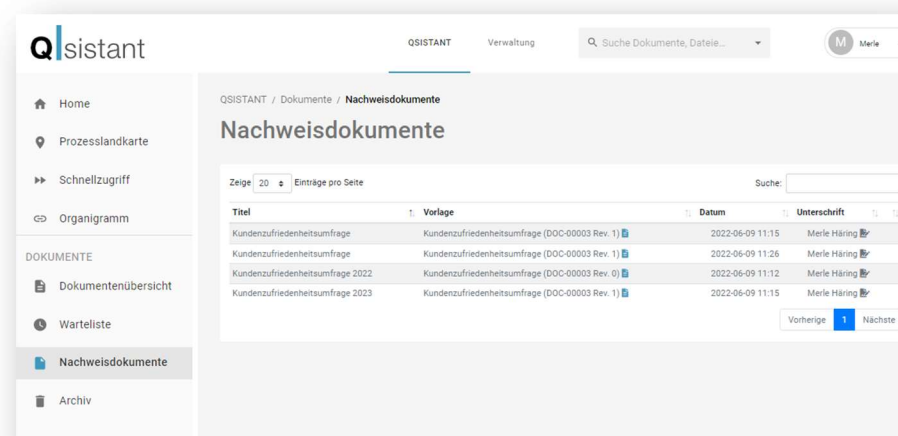 QIsistant
QSISTANT Verwaltung Suche Dokumente, Dateie... M Merle
Home
Prozesslandkarte
Schnellzugriff
Organigramm
DOKUMENTE
Dokumentenübersicht
Warteliste
Nachweisdokumente
Archiv
QSISTANT / Dokumente / Nachweisdokumente
Nachweisdokumente
Zeige 20 Einträge pro Seite Suche:
Titel Vorlage Datum Unterschrift
Kundenzufriedenheitsumfrage Kundenzufriedenheitsumfrage (DOC-00003 Rev. 1) 2022-06-09 11:15 Merle Häring
Kundenzufriedenheitsumfrage Kundenzufriedenheitsumfrage (DOC-00003 Rev. 1) 2022-06-09 11:26 Merle Häring
Kundenzufriedenheitsumfrage 2022 Kundenzufriedenheitsumfrage (DOC-00003 Rev. 0) 2022-06-09 11:12 Merle Häring
Kundenzufriedenheitsumfrage 2023 Kundenzufriedenheitsumfrage (DOC-00003 Rev. 1) 2022-06-09 11:15 Merle Häring
Vorherige 1 Nächste